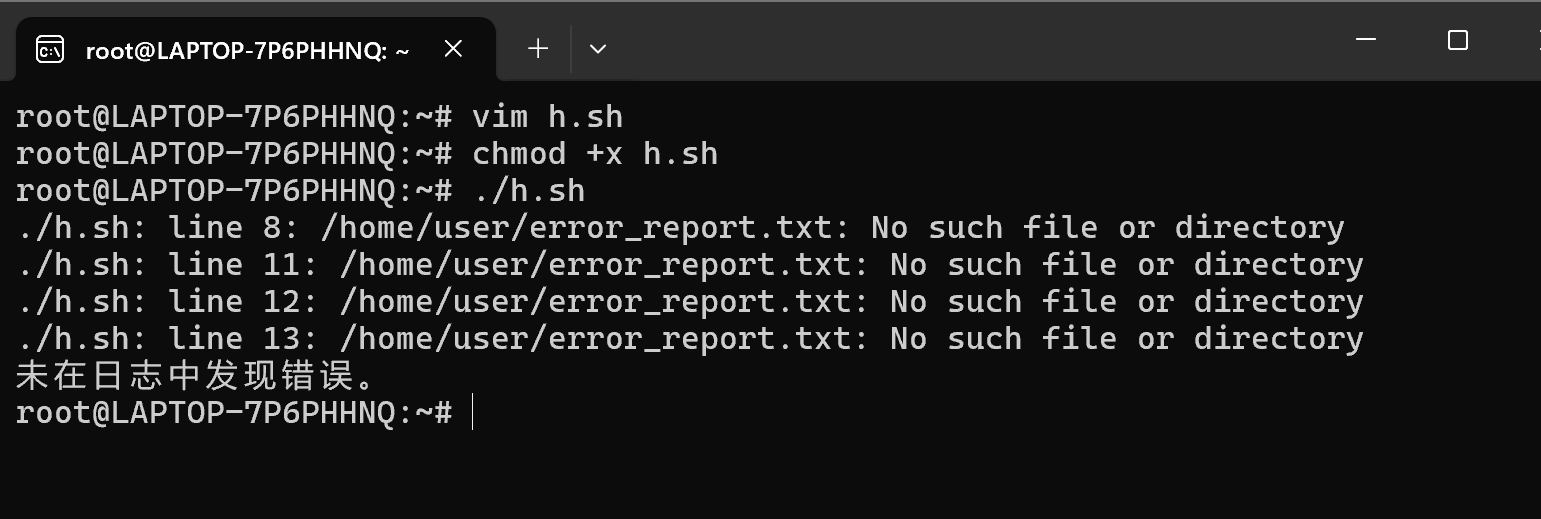 root@LAPTOP-7P6PHHNQ: ~
root@LAPTOP-7P6PHHNQ:~# vim h.sh
root@LAPTOP-7P6PHHNQ:~# chmod +x h.sh
root@LAPTOP-7P6PHHNQ:~# ./h.sh
./h.sh: line 8: /home/user/error_report.txt: No such file or directory
./h.sh: line 11: /home/user/error_report.txt: No such file or directory
./h.sh: line 12: /home/user/error_report.txt: No such file or directory
./h.sh: line 13: /home/user/error_report.txt: No such file or directory
未在日志中发现错误。
root@LAPTOP-7P6PHHNQ:~#